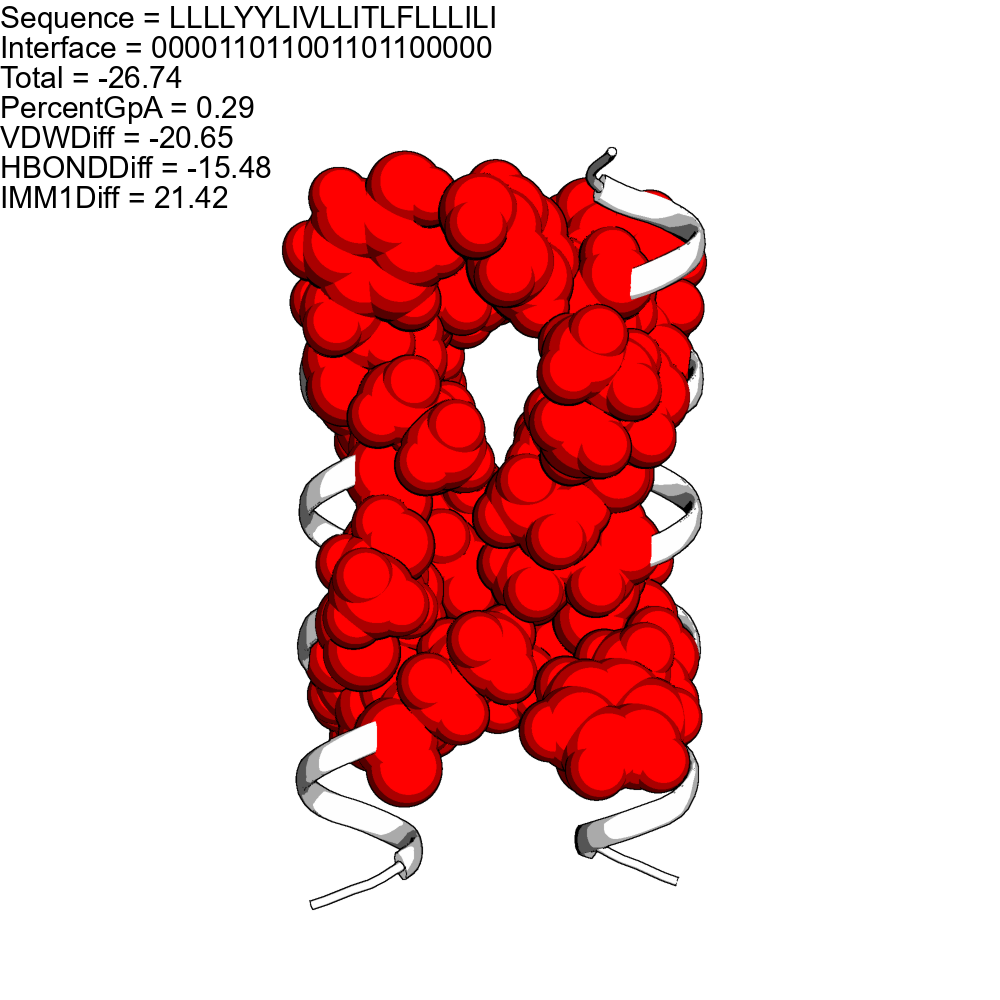 Sequence = LLLLYYLIVLLITLFLLLILI
Interface = 000011011001101100000
Total = -26.74
PercentGpA = 0.29
VDWDiff = -20.65
HBONDDiff = -15.48
IMM1Diff = 21.42